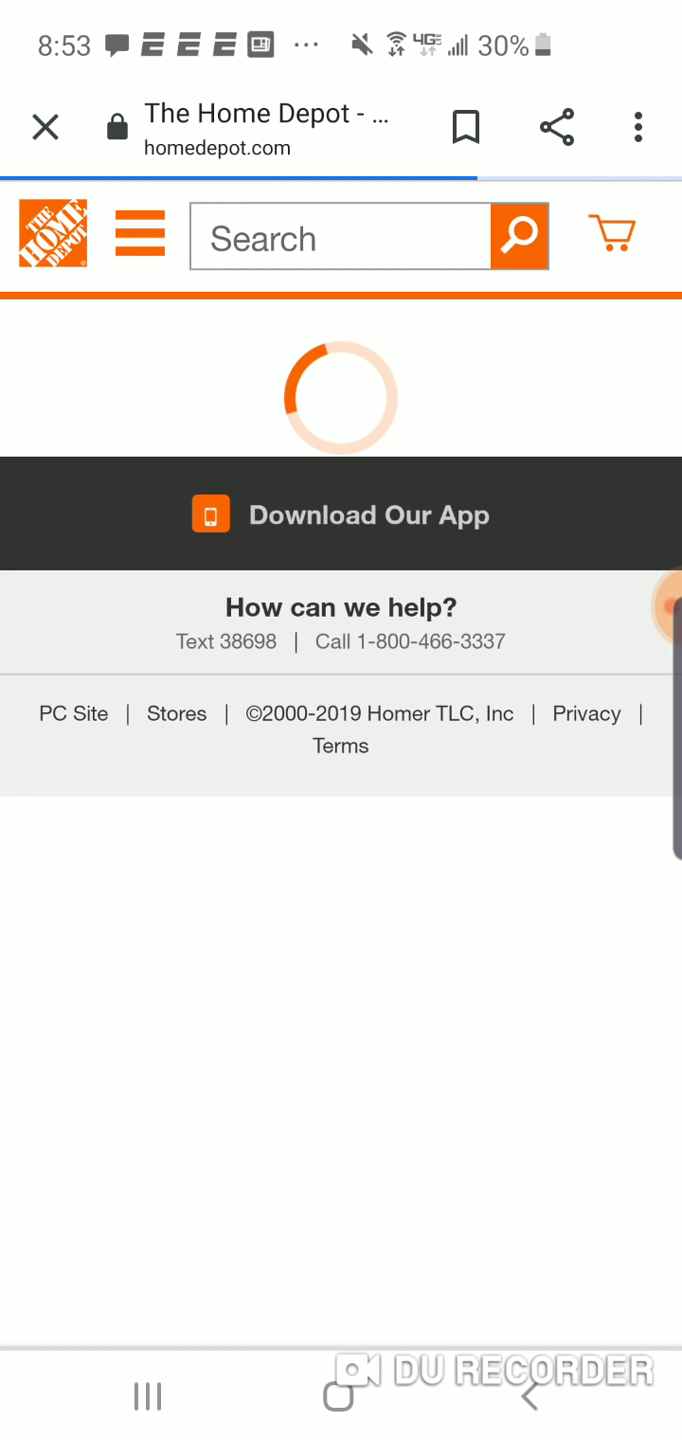 8:53 4GE 30%
The Home Depot - ...
homedepot.com
THE HOME DEPOT
Search
Download Our App
How can we help?
Text 38698 | Call 1-800-466-3337
PC Site | Stores | ©2000-2019 Homer TLC, Inc | Privacy |
Terms
DU RECORDER